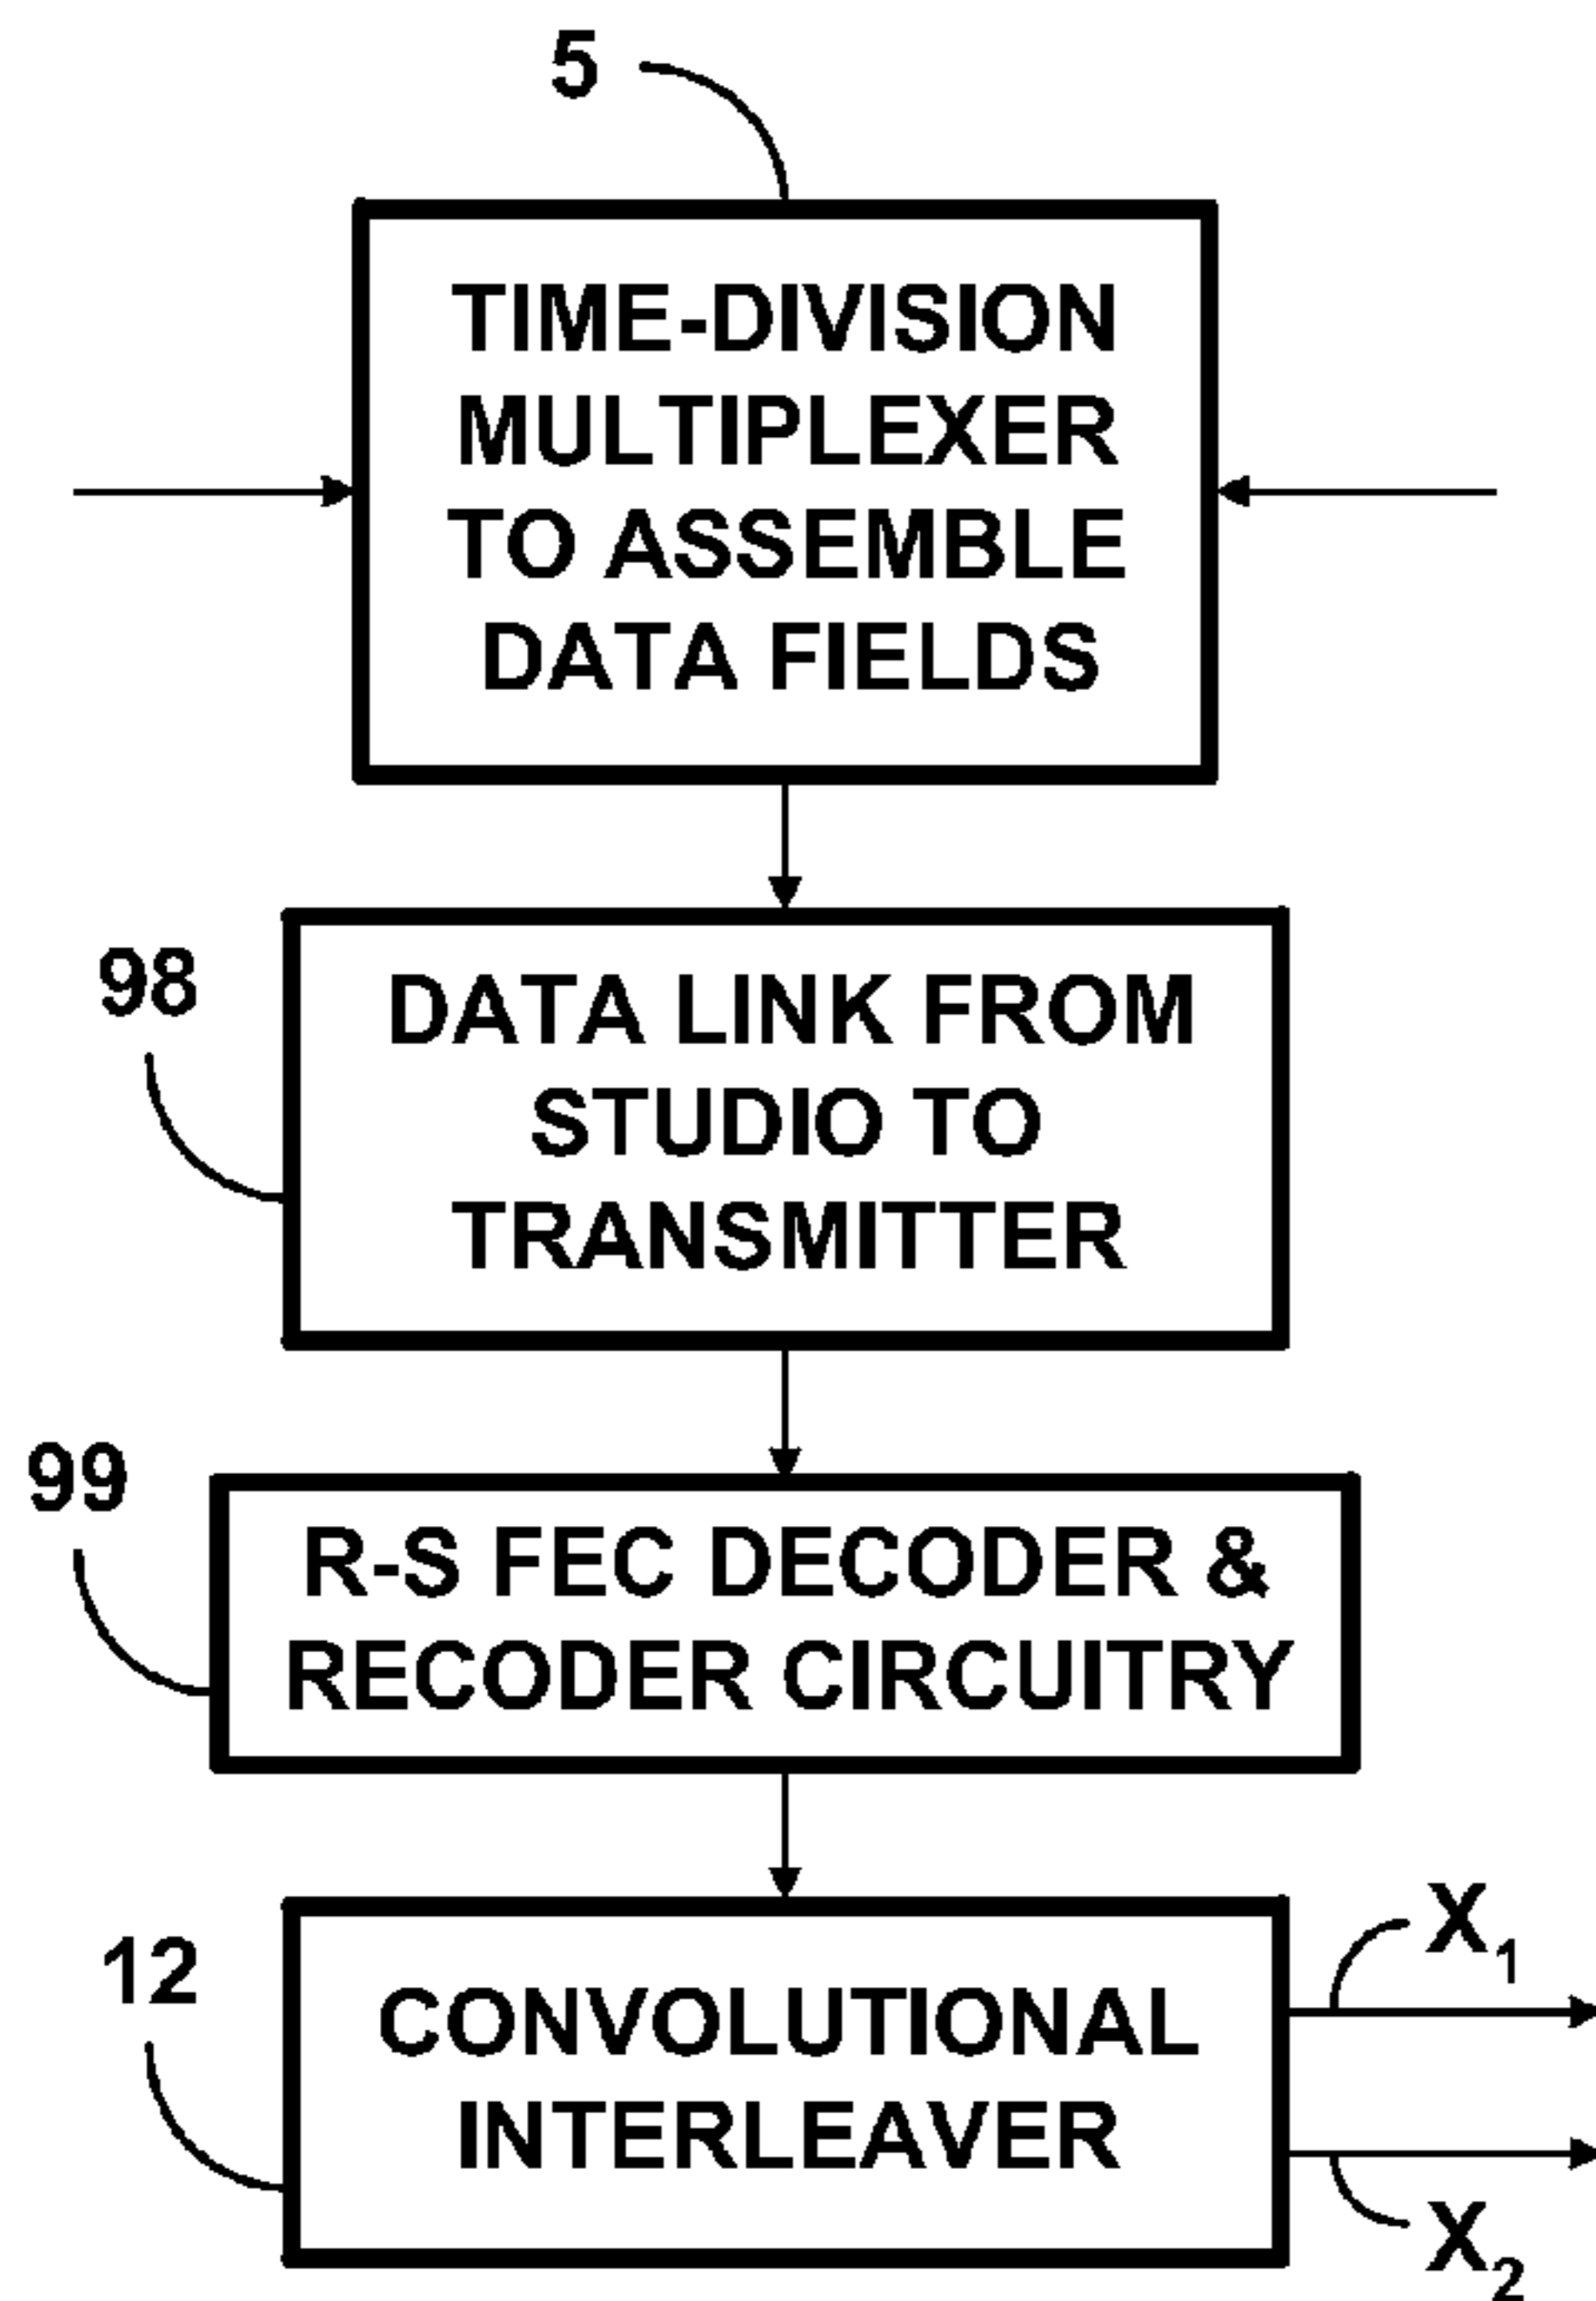 5
TIME-DIVISION
MULTIPLEXER
TO ASSEMBLE
DATA FIELDS
98
DATA LINK FROM
STUDIO TO
TRANSMITTER
99
R-S FEC DECODER &
RECODER CIRCUITRY
12
CONVOLUTIONAL
INTERLEAVER
X₁
X₂